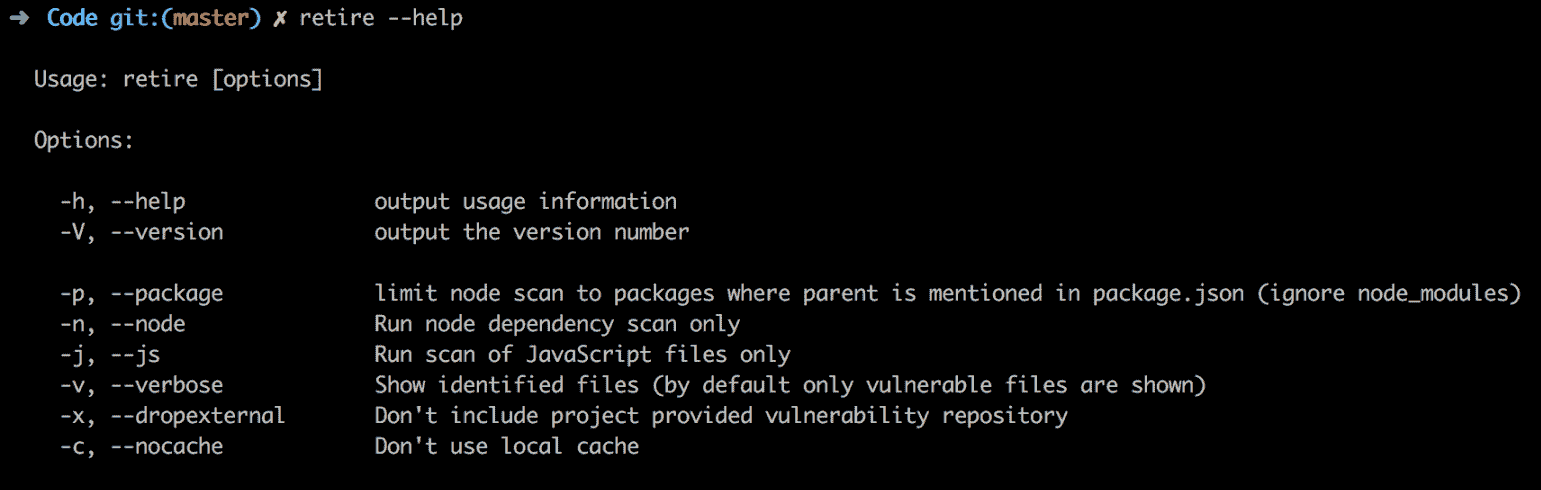 ➜ Code git:(master) ✗ retire --help
Usage: retire [options]
Options:
-h, --help output usage information
-V, --version output the version number
-p, --package limit node scan to packages where parent is mentioned in package.json (ignore node_modules)
-n, --node Run node dependency scan only
-j, --js Run scan of JavaScript files only
-v, --verbose Show identified files (by default only vulnerable files are shown)
-x, --dropexternal Don't include project provided vulnerability repository
-c, --nocache Don't use local cache